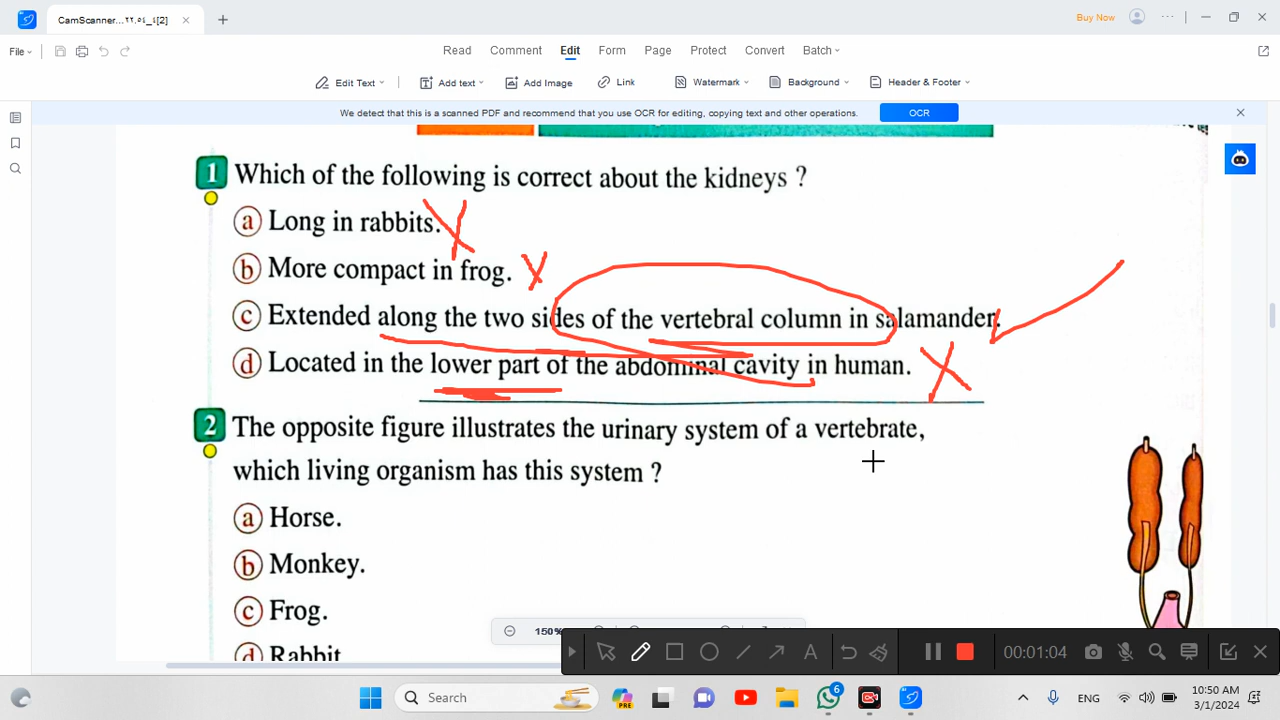 CamScanner...٢٢_٥٤_٤[2]
Buy Now
File
Read Comment Edit Form Page Protect Convert Batch
Edit Text Add text Add Image Link Watermark Background Header & Footer
We detect that this is a scanned PDF and recommend that you use OCR for editing, copying text and other operations. OCR
1 Which of the following is correct about the kidneys ?
a Long in rabbits.
b More compact in frog.
c Extended along the two sides of the vertebral column in salamander.
d Located in the lower part of the abdominal cavity in human.
2 The opposite figure illustrates the urinary system of a vertebrate,
which living organism has this system ?
a Horse.
b Monkey.
c Frog.
d Rabbit
150%
A 00:01:04
Search PRE 6 ENG 10:50 AM
3/1/2024